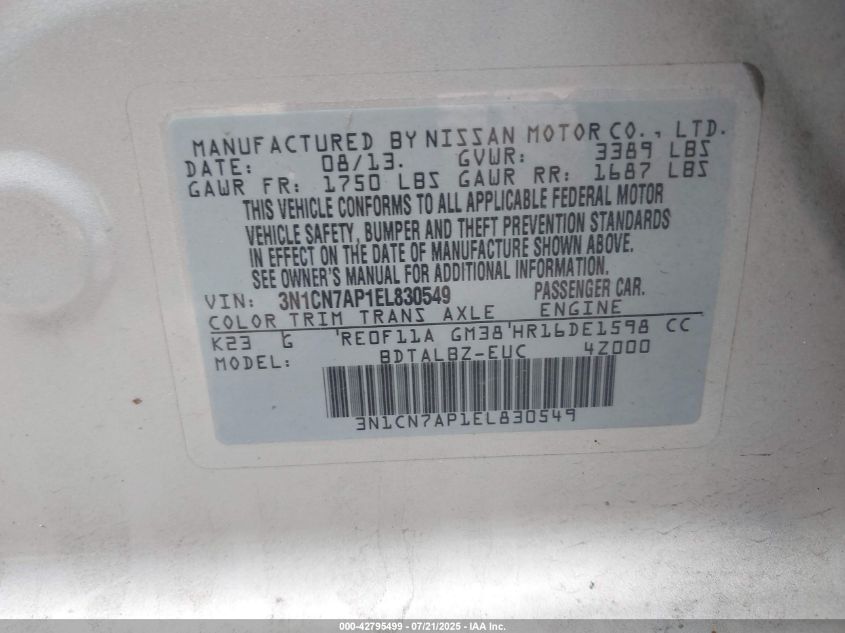 MANUFACTURED BY NISSAN MOTOR CO., LTD.
DATE: 08/13. GVWR: 3389 LBS
GAWR FR: 1750 LBS GAWR RR: 1687 LBS
THIS VEHICLE CONFORMS TO ALL APPLICABLE FEDERAL MOTOR
VEHICLE SAFETY, BUMPER AND THEFT PREVENTION STANDARDS
IN EFFECT ON THE DATE OF MANUFACTURE SHOWN ABOVE.
SEE OWNER'S MANUAL FOR ADDITIONAL INFORMATION.
VIN: 3N1CN7AP1EL830549 PASSENGER CAR.
COLOR TRIM TRANS AXLE ENGINE
K23 G 'RE0F11A GM38'HR16DE1598 CC
MODEL: BDTALBZ-EUC 4Z000
3N1CN7AP1EL830549
000-42795499 - 07/21/2025 - IAA Inc.